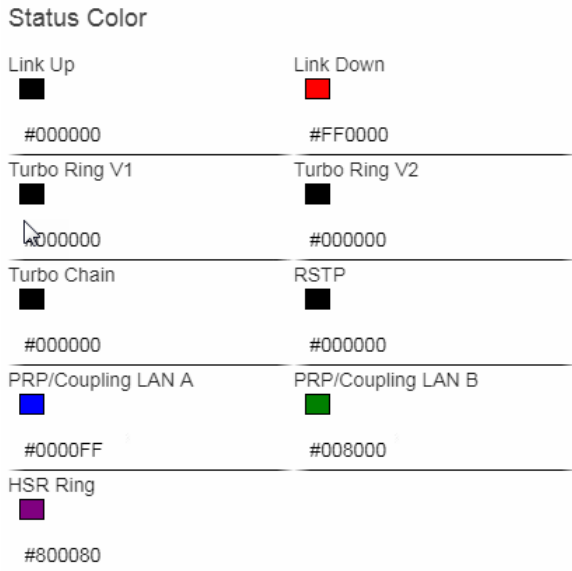 Status Color
Link Up Link Down
#000000 #FF0000
Turbo Ring V1 Turbo Ring V2
#000000 #000000
Turbo Chain RSTP
#000000 #000000
PRP/Coupling LAN A PRP/Coupling LAN B
#0000FF #008000
HSR Ring
#800080